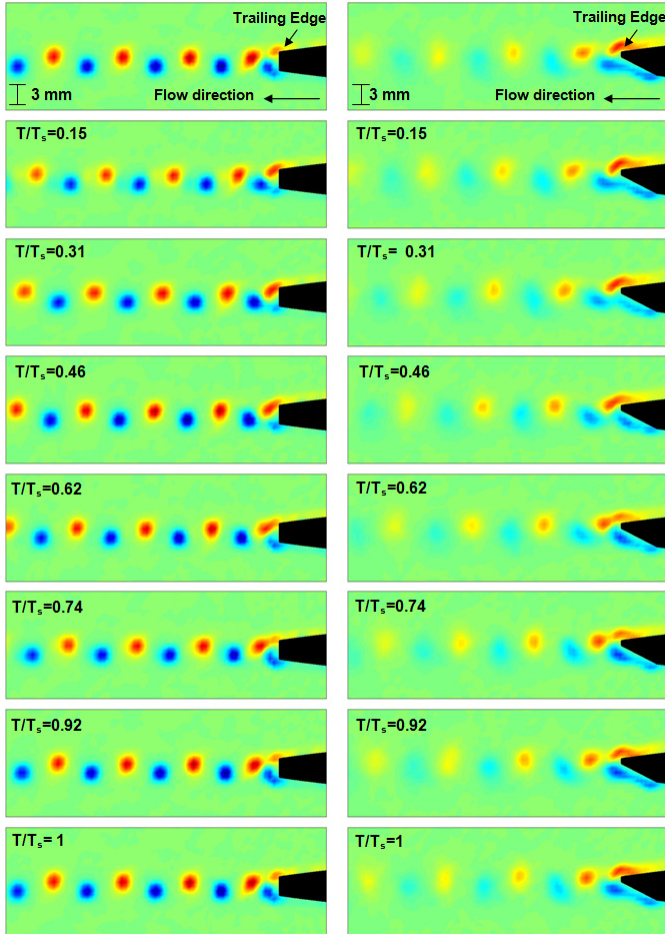 Trailing Edge
3 mm
Flow direction
T/Ts=0.15
T/Ts=0.31
T/Ts=0.46
T/Ts=0.62
T/Ts=0.74
T/Ts=0.92
T/Ts= 1
Trailing Edge
3 mm
Flow direction
T/Ts=0.15
T/Ts= 0.31
T/Ts=0.46
T/Ts=0.62
T/Ts=0.74
T/Ts=0.92
T/Ts=1